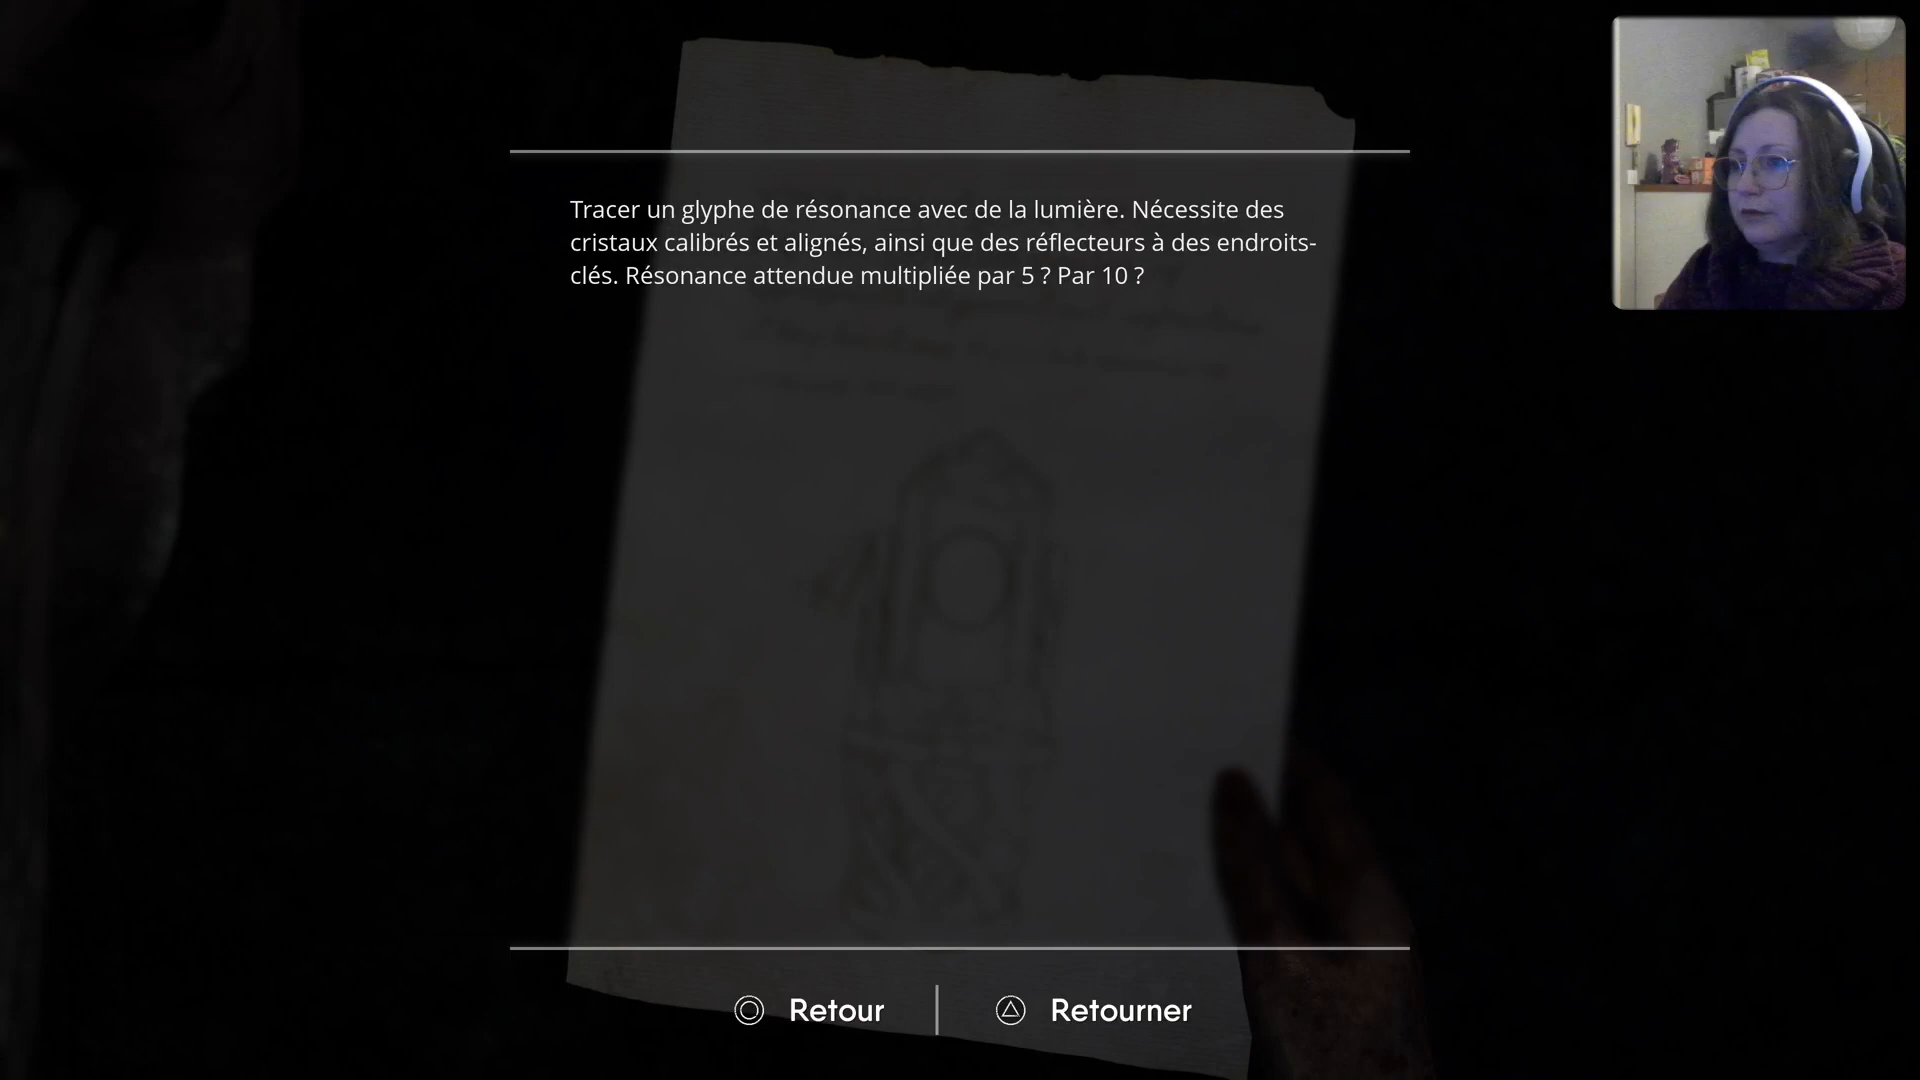 Tracer un glyphe de résonance avec de la lumière. Nécessite des
cristaux calibrés et alignés, ainsi que des réflecteurs à des endroits-
clés. Résonance attendue multipliée par 5 ? Par 10 ?
Retour
Retourner